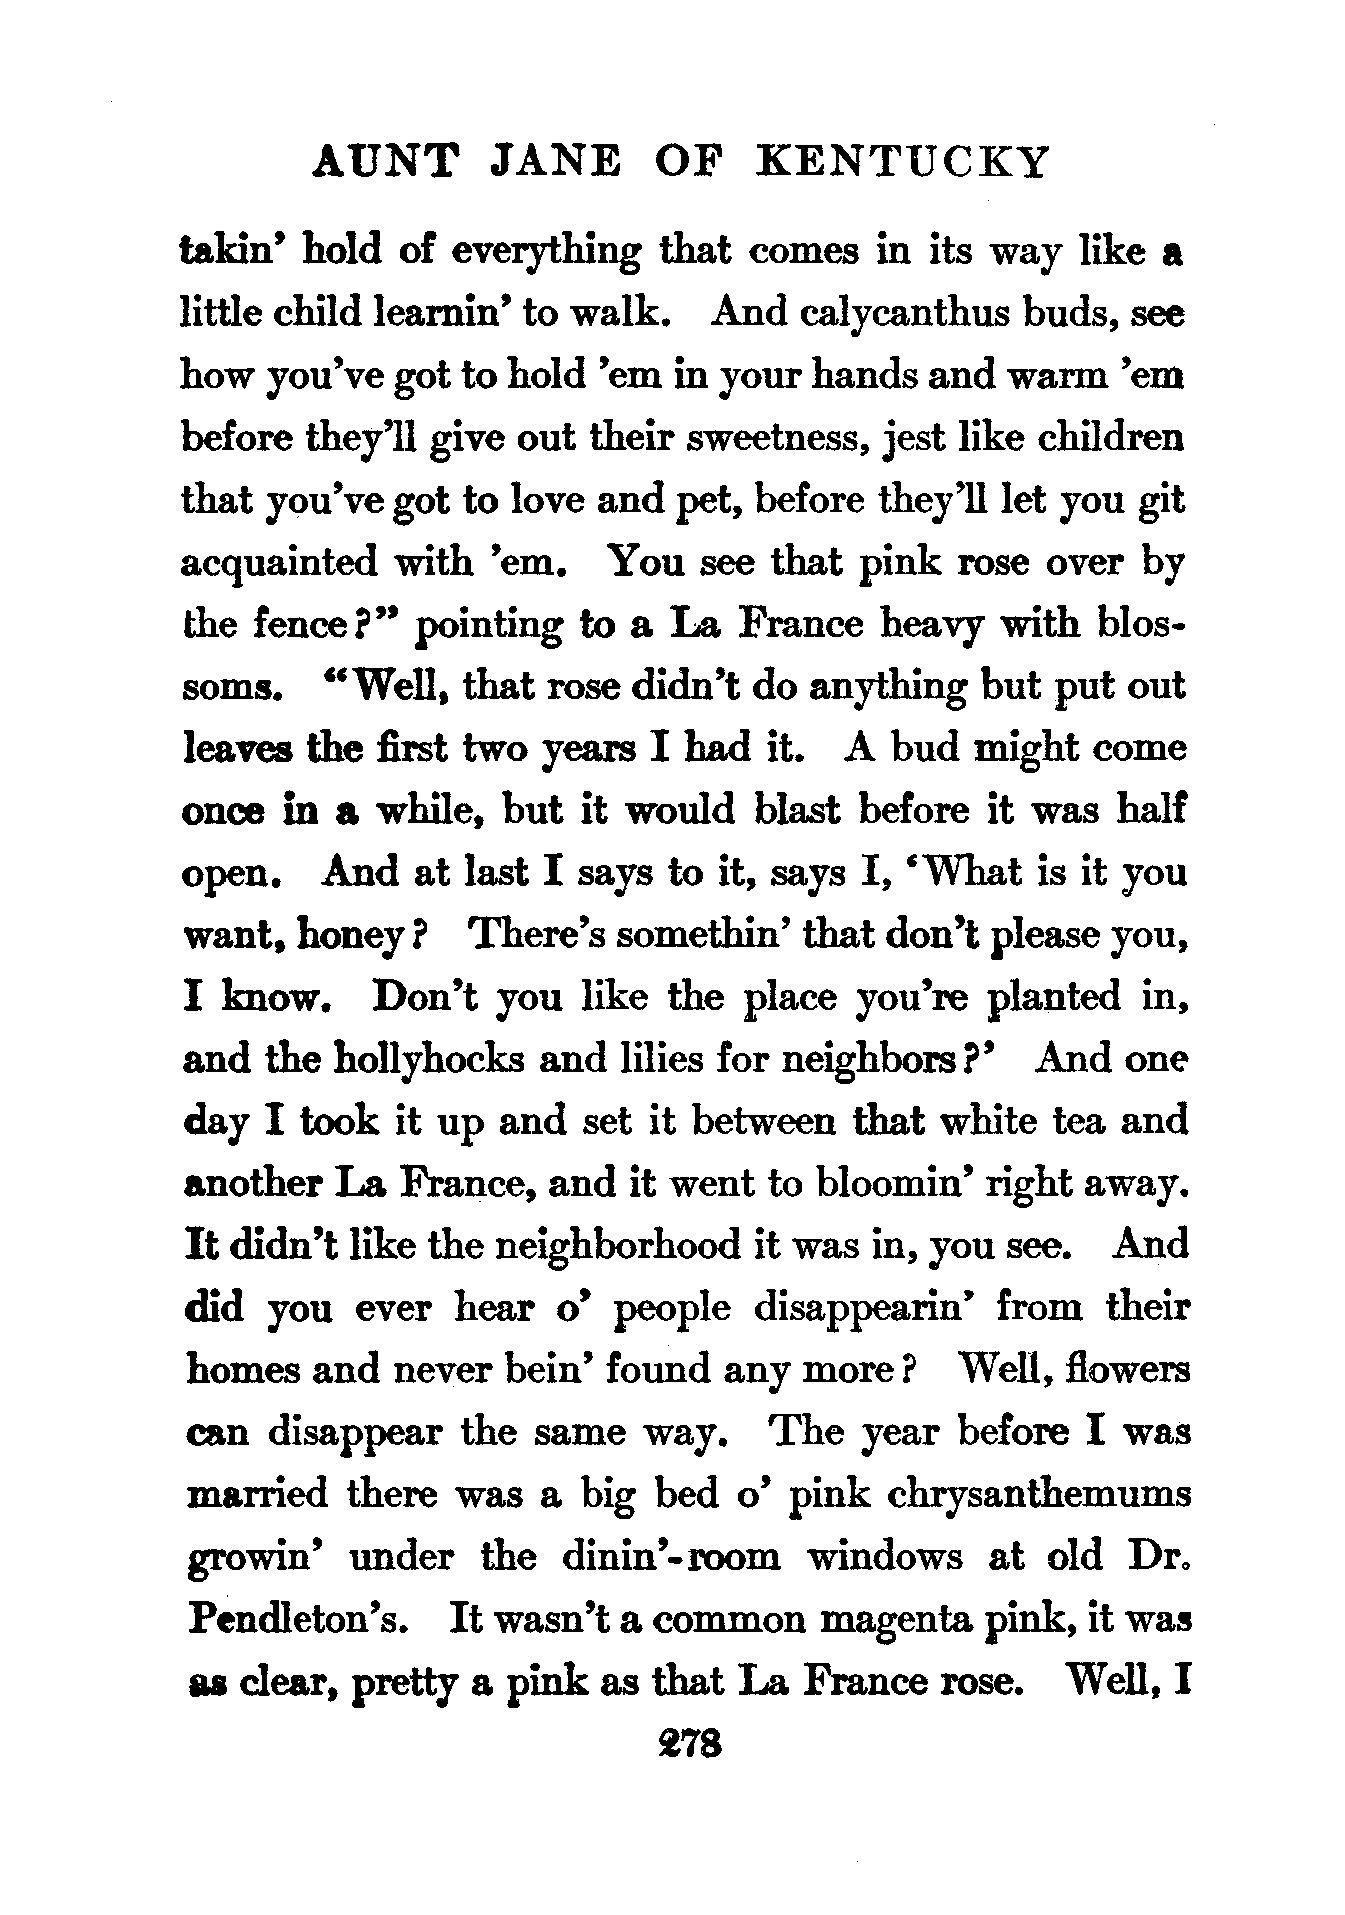 AUNT JANE OF KENTUCKY
takin’ hold of everything that comes in its way like a
little child learnin’ to walk. And calycanthus buds, see
how you’ve got to hold ’em in your hands and warm ’em
before they’ll give out their sweetness, jest like children
that you’ve got to love and pet, before they’ll let you git
acquainted with ’em. You see that pink rose over by
the fence?” pointing to a La France heavy with blos-
soms. “Well, that rose didn’t do anything but put out
leaves the first two years I had it. A bud might come
once in a while, but it would blast before it was half
open. And at last I says to it, says I, ‘What is it you
want, honey? There’s somethin’ that don’t please you,
I know. Don’t you like the place you’re planted in,
and the hollyhocks and lilies for neighbors?’ And one
day I took it up and set it between that white tea and
another La France, and it went to bloomin’ right away.
It didn’t like the neighborhood it was in, you see. And
did you ever hear o’ people disappearin’ from their
homes and never bein’ found any more? Well, flowers
can disappear the same way. The year before I was
married there was a big bed o’ pink chrysanthemums
growin’ under the dinin’-room windows at old Dr.
Pendleton’s. It wasn’t a common magenta pink, it was
as clear, pretty a pink as that La France rose. Well, I
278